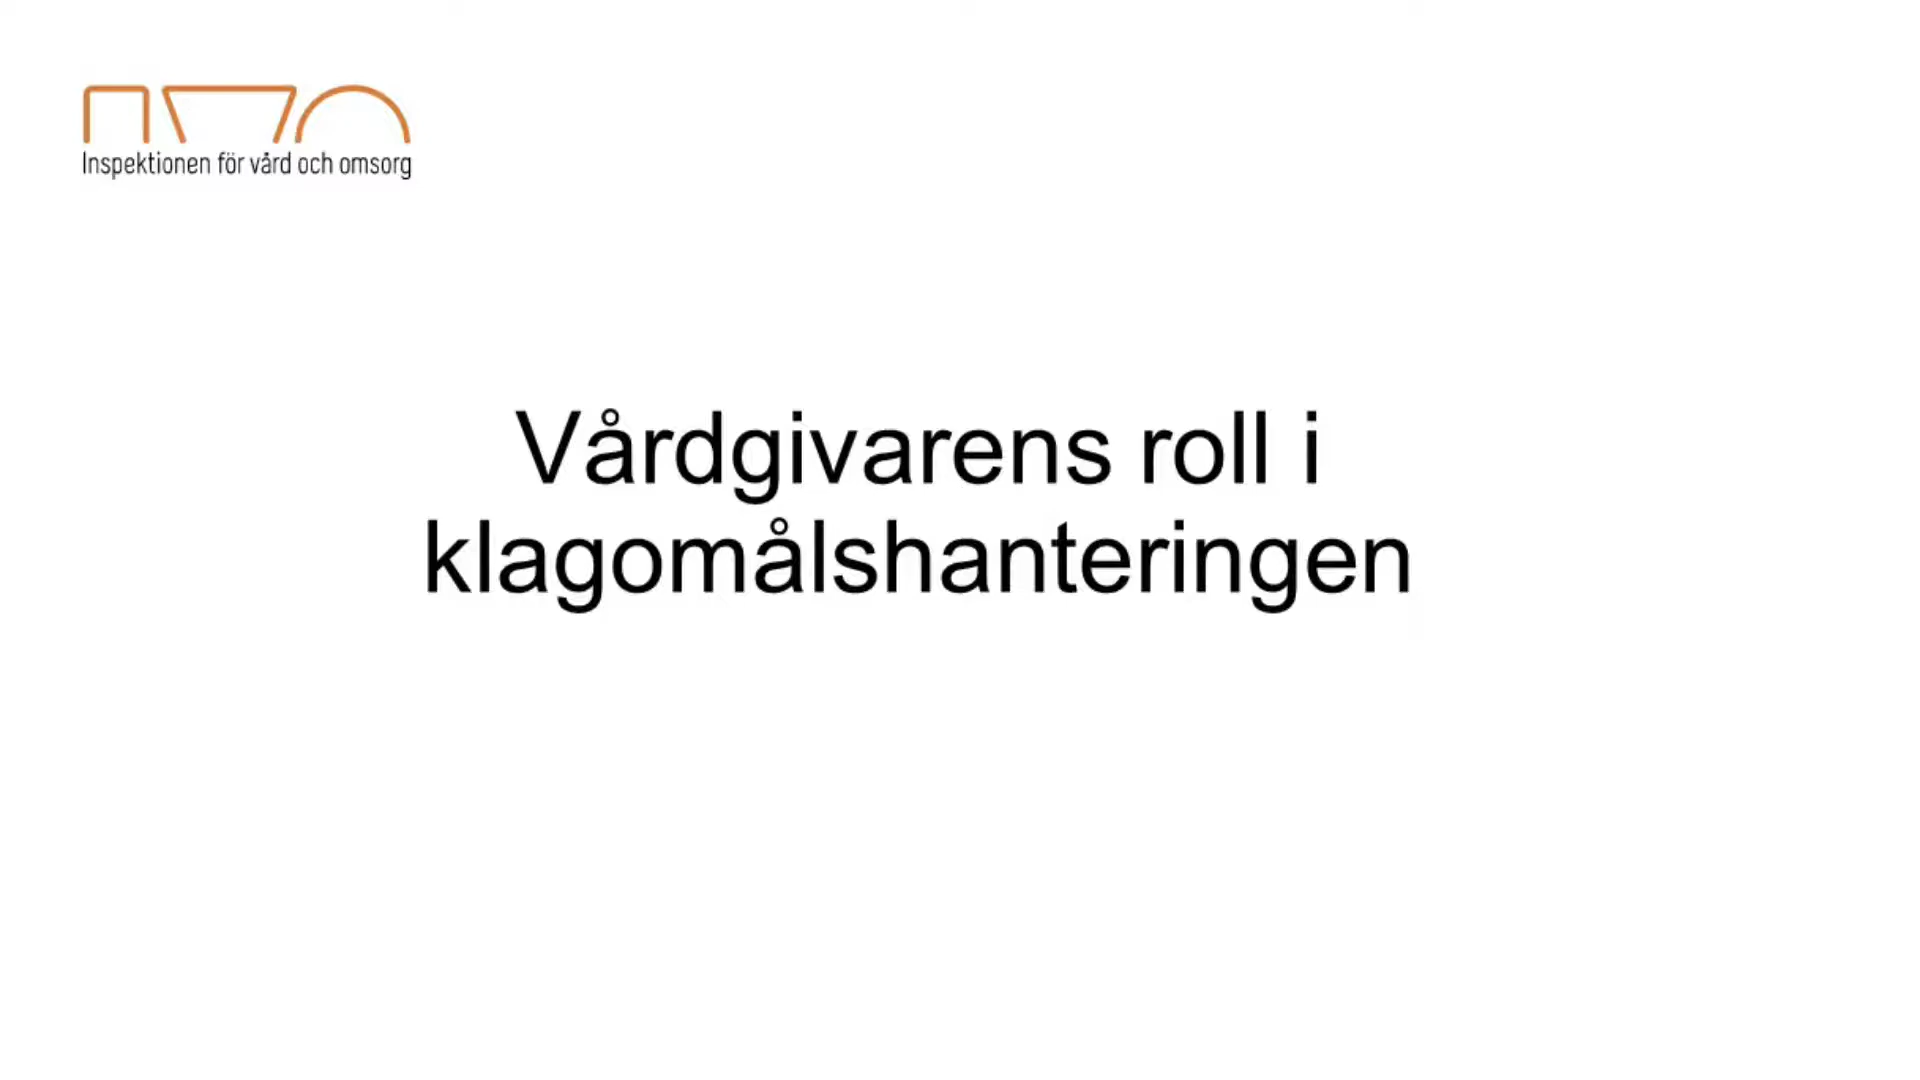 Inspektionen för vård och omsorg
Vårdgivarens roll i
klagomålshanteringen